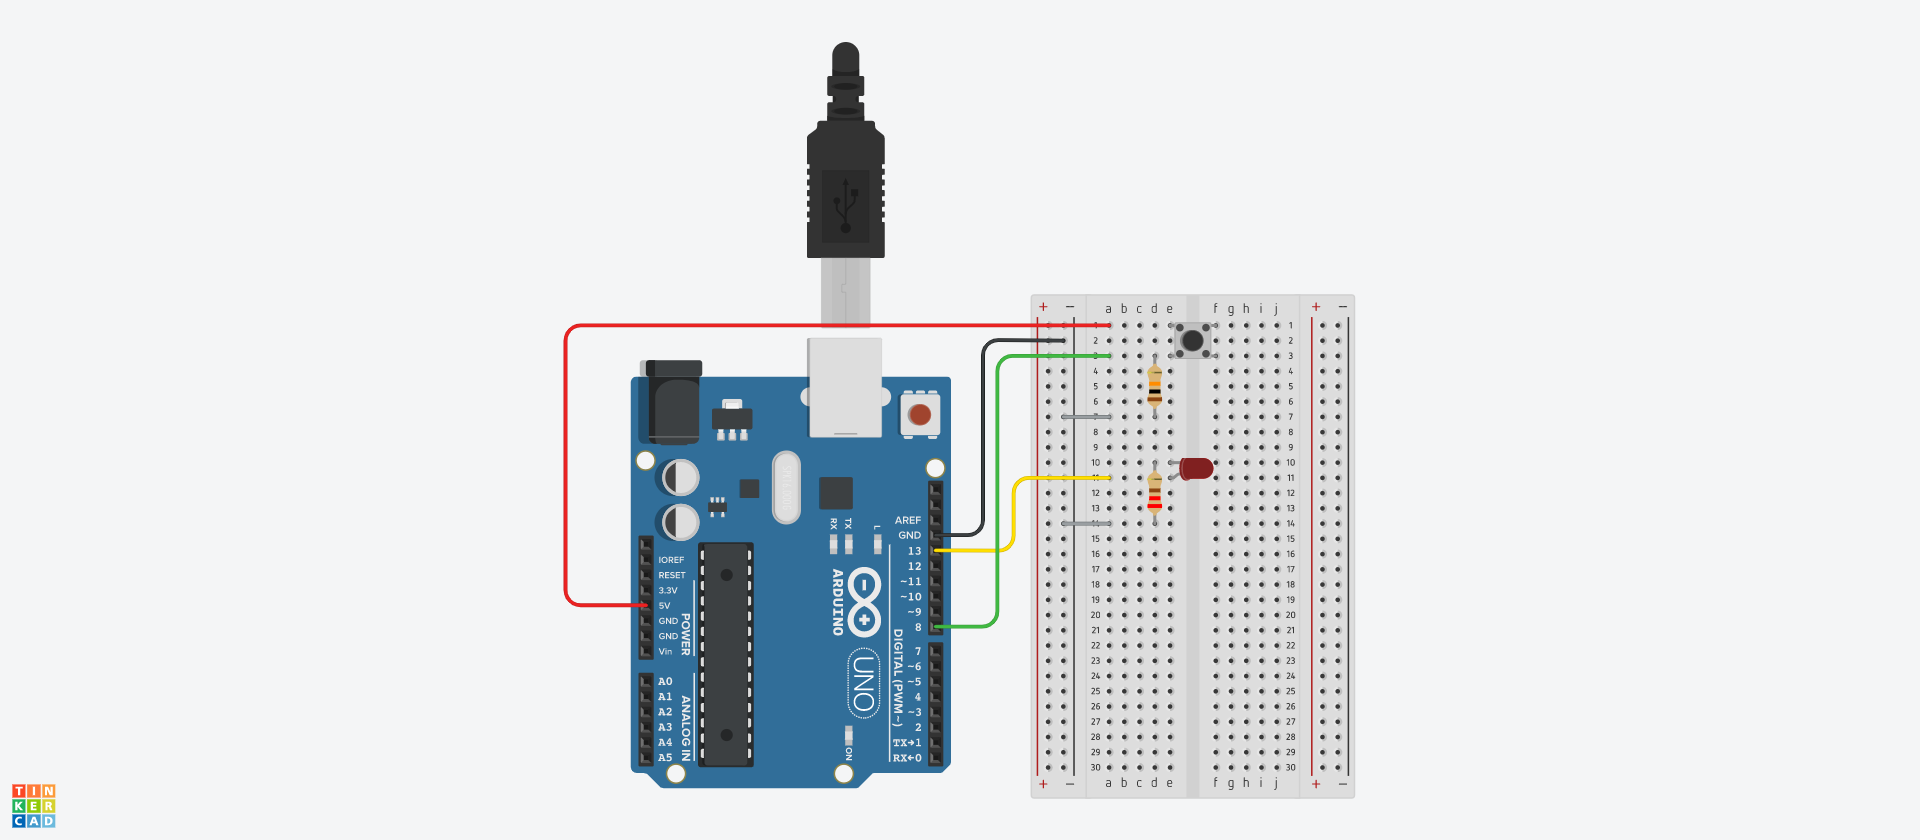 + − a b c d e f g h i j + −
1 1
2 2
3 3
4 4
5 5
6 6
7 7
8 8
9 9
10 10
11 11
12 12
13 13
14 14
15 15
16 16
17 17
18 18
19 19
20 20
21 21
22 22
23 23
24 24
25 25
26 26
27 27
28 28
29 29
30 30
+ − a b c d e f g h i j + −
RX
TX
L
AREF
GND
13
12
~11
~10
~9
8
7
~6
~5
4
~3
2
TX→1
RX←0
DIGITAL (PWM~)
IOREF
RESET
3.3V
5V
GND
GND
Vin
POWER
A0
A1
A2
A3
A4
A5
ANALOG IN
ARDUINO
UNO
ON
TIN
KER
CAD